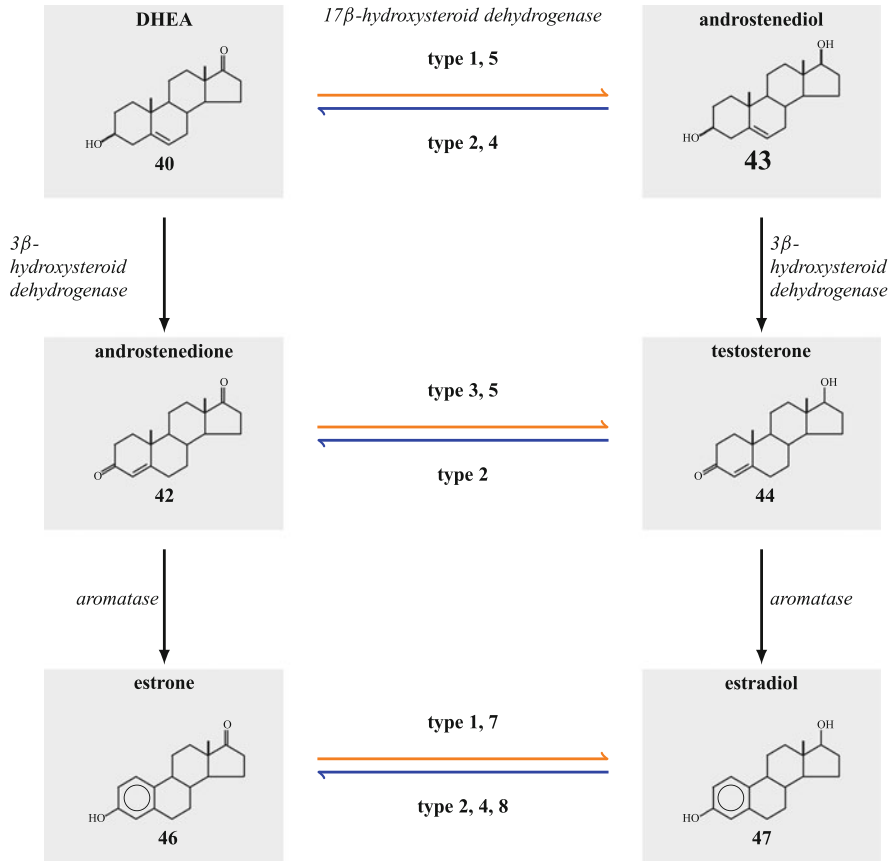 DHEA
17β-hydroxysteroid dehydrogenase
androstenediol
type 1, 5
type 2, 4
O
HO
40
OH
HO
43
3β-
hydroxysteroid
dehydrogenase
3β-
hydroxysteroid
dehydrogenase
androstenedione
testosterone
type 3, 5
type 2
O
O
42
OH
O
44
aromatase
aromatase
estrone
estradiol
type 1, 7
type 2, 4, 8
O
HO
46
OH
HO
47